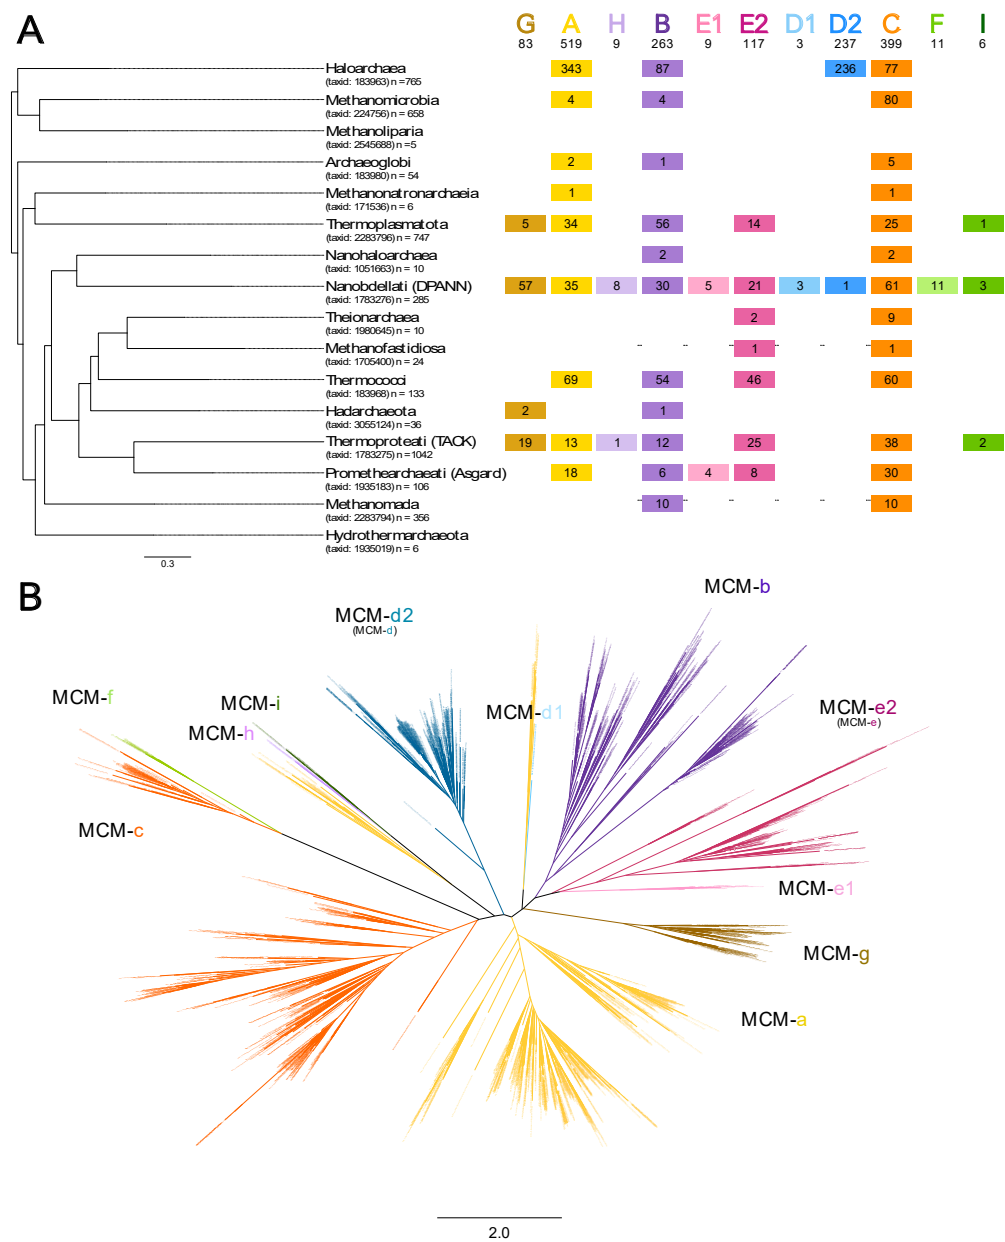 A
G A H B E1 E2 D1 D2 C F I
83 519 9 263 9 117 3 237 399 11 6
Haloarchaea 343 87 236 77
(taxid: 183963) n =765
Methanomicrobia 4 4 80
(taxid: 224756) n = 658
Methanoliparia
(taxid: 2545688) n =5
Archaeoglobi 2 1 5
(taxid: 183980) n = 54
Methanonatronarchaeia 1 1
(taxid: 171536) n = 6
Thermoplasmatota 5 34 56 14 25 1
(taxid: 2283796) n = 747
Nanohaloarchaea 2 2
(taxid: 1051663) n = 10
Nanobdellati (DPANN) 57 35 8 30 5 21 3 1 61 11 3
(taxid: 1783276) n = 285
Theionarchaea 2 9
(taxid: 1980645) n = 10
Methanofastidiosa 1 1
(taxid: 1705400) n = 24
Thermococci 69 54 46 60
(taxid: 183968) n = 133
Hadarchaeota 2 1
(taxid: 3055124) n =36
Thermoproteati (TACK) 19 13 1 12 25 38 2
(taxid: 1783275) n =1042
Promethearchaeati (Asgard) 18 6 4 8 30
(taxid: 1935183) n = 106
Methanomada 10 10
(taxid: 2283794) n = 356
Hydrothermarchaeota
(taxid: 1935019) n = 6
0.3
B
MCM-b
MCM-d2
(MCM-d)
MCM-f
MCM-i
MCM-d1
MCM-e2
(MCM-e)
MCM-h
MCM-c
MCM-e1
MCM-g
MCM-a
2.0